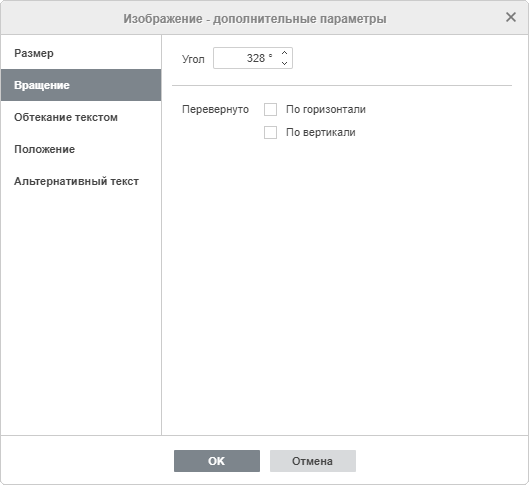 Изображение - дополнительные параметры
Размер
Вращение
Обтекание текстом
Положение
Альтернативный текст
Угол 328 °
Перевернуто По горизонтали
По вертикали
OK Отмена